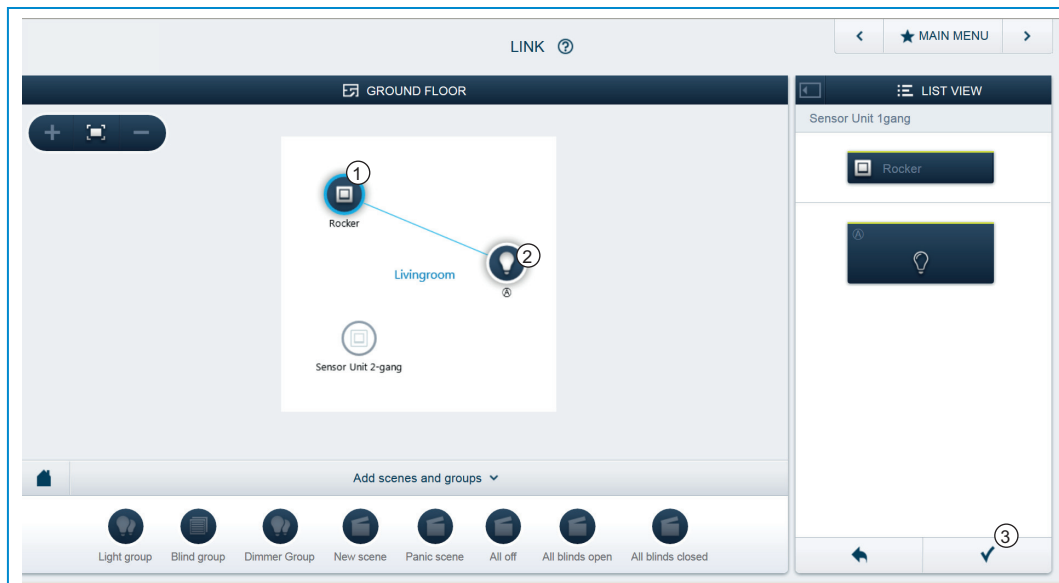 LINK ?
MAIN MENU
GROUND FLOOR
LIST VIEW
Sensor Unit 1gang
1
Rocker
Rocker
2
Livingroom
Ⓐ
Ⓐ
Sensor Unit 2-gang
Add scenes and groups
Light group
Blind group
Dimmer Group
New scene
Panic scene
All off
All blinds open
All blinds closed
3